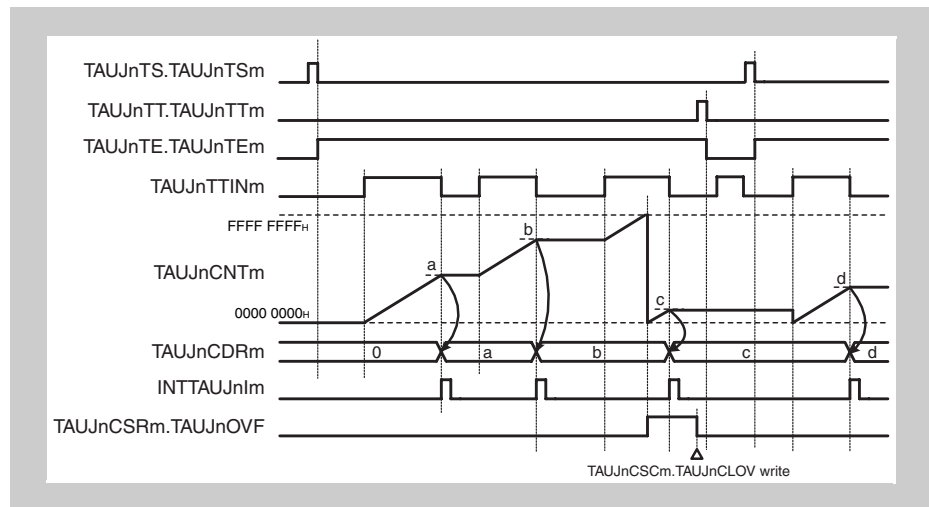 TAUJnTS.TAUJnTSm
TAUJnTT.TAUJnTTm
TAUJnTE.TAUJnTEm
TAUJnTTINm
FFFF FFFFH
b
a
TAUJnCNTm
d
c
0000 0000H
TAUJnCDRm 0 a b c d
INTTAUJnIm
TAUJnCSRm.TAUJnOVF
TAUJnCSCm.TAUJnCLOV write